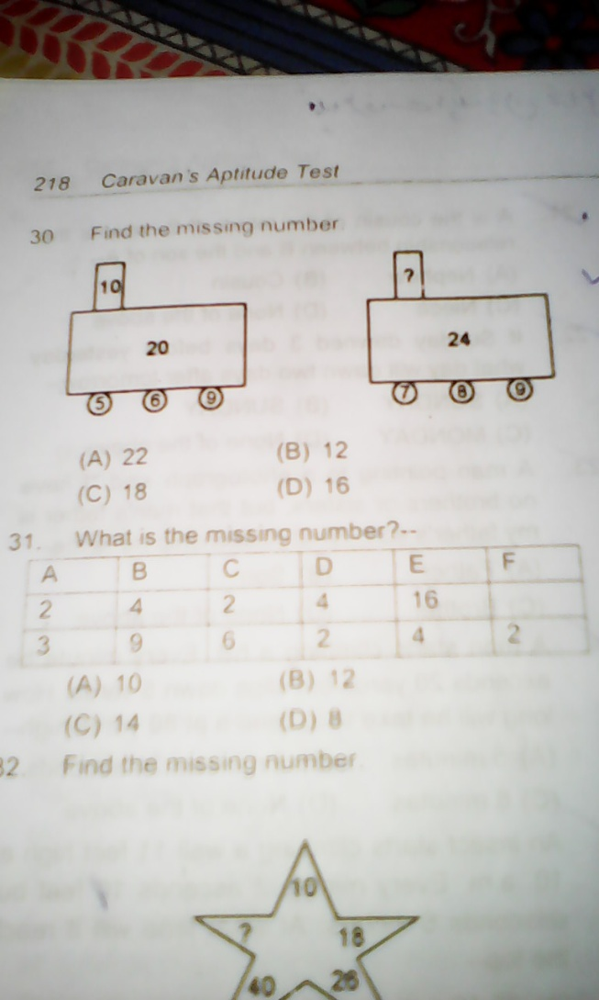 218 Caravan's Aptitude Test
30 Find the missing number
10
?
20
24
5 6 9
7 8 9
(A) 22 (B) 12
(C) 18 (D) 16
31. What is the missing number?--
A B C D E F
2 4 2 4 16
3 9 6 2 4 2
(A) 10 (B) 12
(C) 14 (D) 8
32. Find the missing number.
10
? 18
40 26